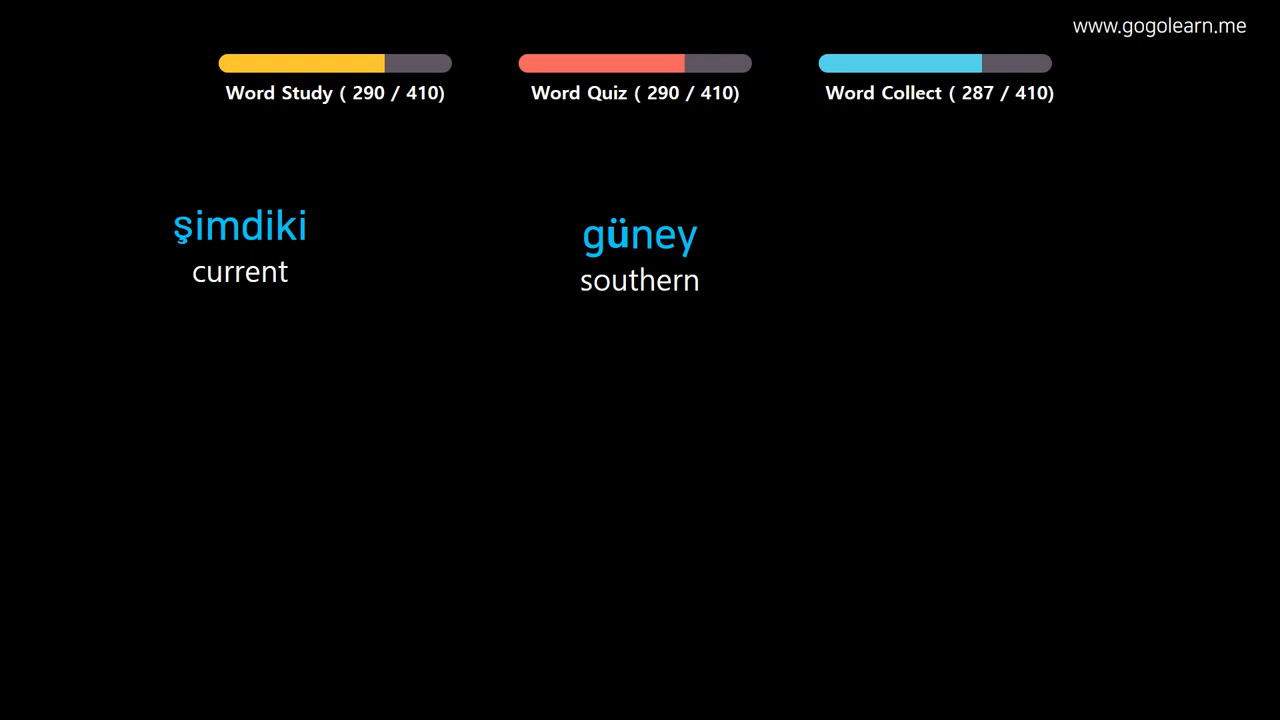 www.gogolearn.me
Word Study ( 290 / 410)
Word Quiz ( 290 / 410)
Word Collect ( 287 / 410)
şimdiki
current
güney
southern